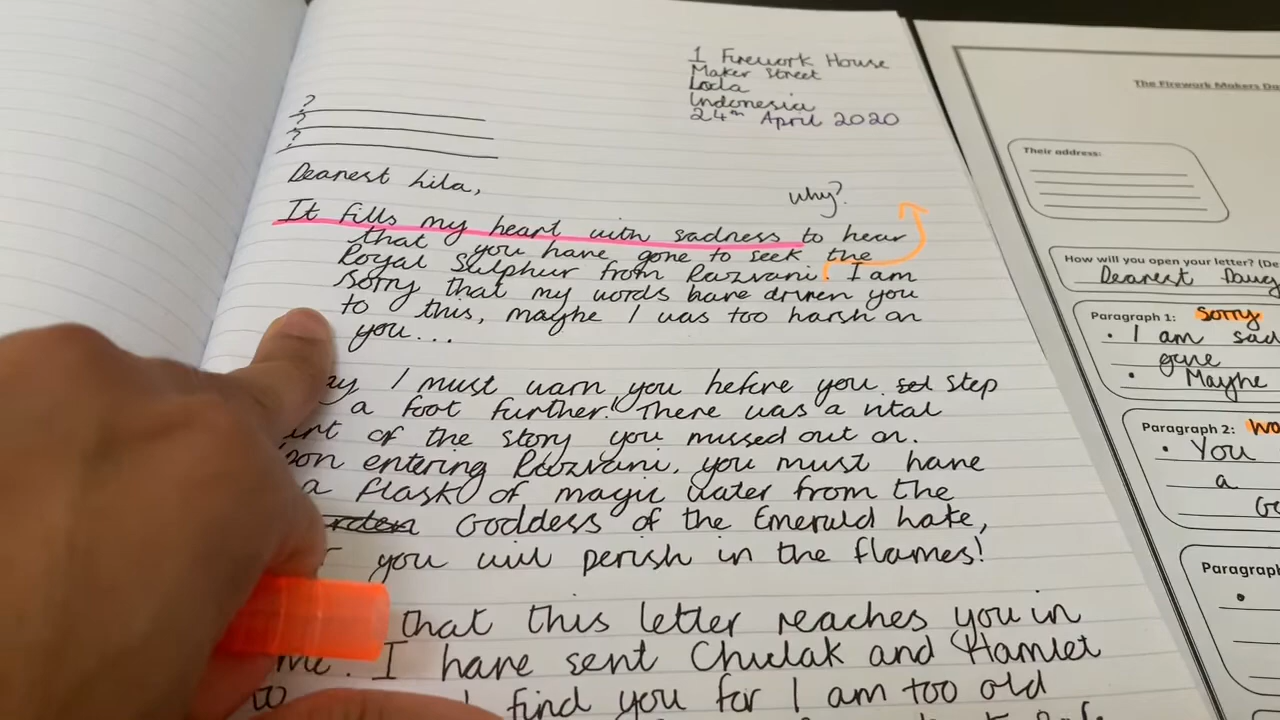 1 Firework House
Maker Street
Loda
Indonesia
24th April 2020
?
?
?
Dearest Lila,
why?
It fills my heart with sadness to hear
that you have gone to seek the
Royal Sulphur from Razvani. I am
sorry that my words have driven you
to this, maybe I was too harsh on
you...
I must warn you before you step
a foot further! There was a vital
of the story you missed out on.
entering Razvani, you must have
a flask of magic water from the
Goddess of the Emerald Lake,
you will perish in the flames!
that this letter reaches you in
I have sent Chulak and Hamlet
find you for I am too old
The Firework Makers Da
Their address:
How will you open your letter? (De
Dearest Daug
Paragraph 1: sorry
• I am sad
gone
• Maybe
Paragraph 2: wa
• You
a
Go
Paragraph